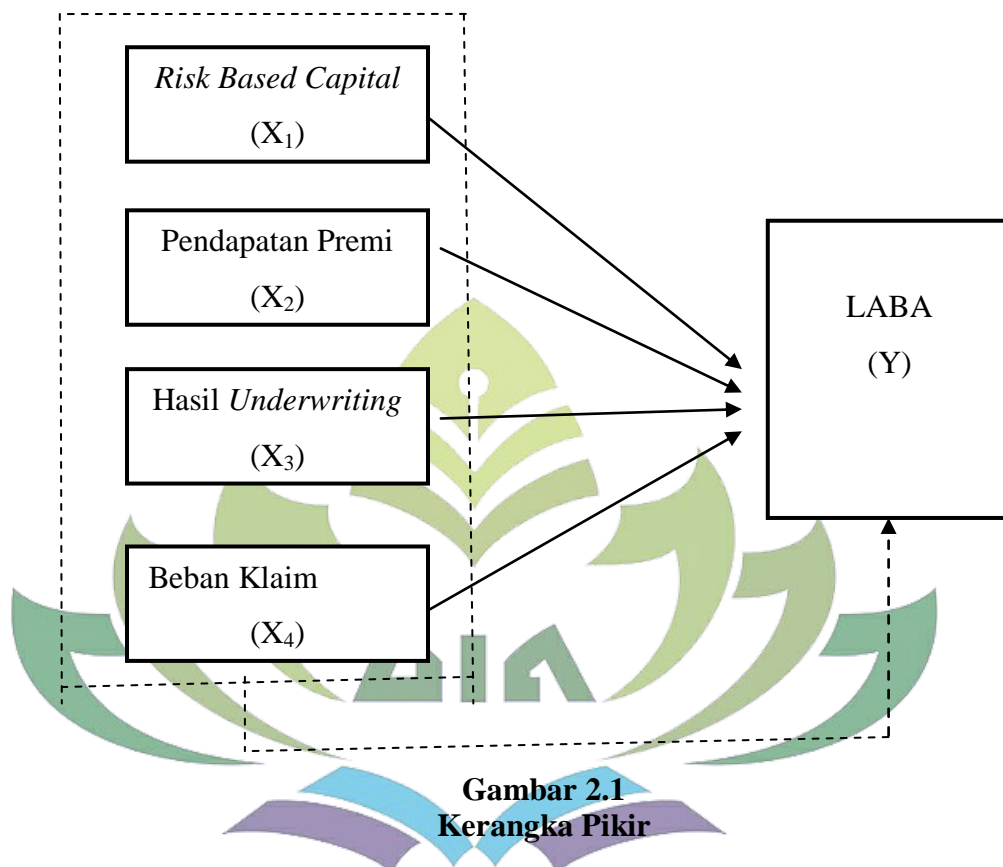 Risk Based Capital
(X₁)
Pendapatan Premi
(X₂)
Hasil Underwriting
(X₃)
Beban Klaim
(X₄)
LABA
(Y)
Gambar 2.1
Kerangka Pikir